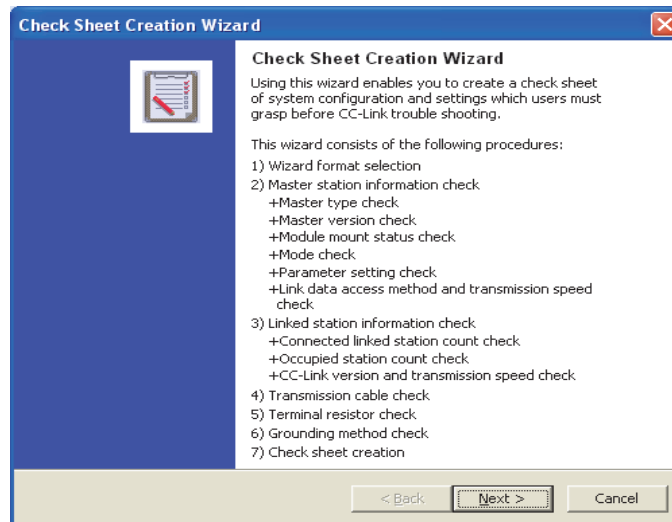 Check Sheet Creation Wizard
Check Sheet Creation Wizard
Using this wizard enables you to create a check sheet
of system configuration and settings which users must
grasp before CC-Link trouble shooting.
This wizard consists of the following procedures:
1) Wizard format selection
2) Master station information check
+Master type check
+Master version check
+Module mount status check
+Mode check
+Parameter setting check
+Link data access method and transmission speed
check
3) Linked station information check
+Connected linked station count check
+Occupied station count check
+CC-Link version and transmission speed check
4) Transmission cable check
5) Terminal resistor check
6) Grounding method check
7) Check sheet creation
< Back Next > Cancel